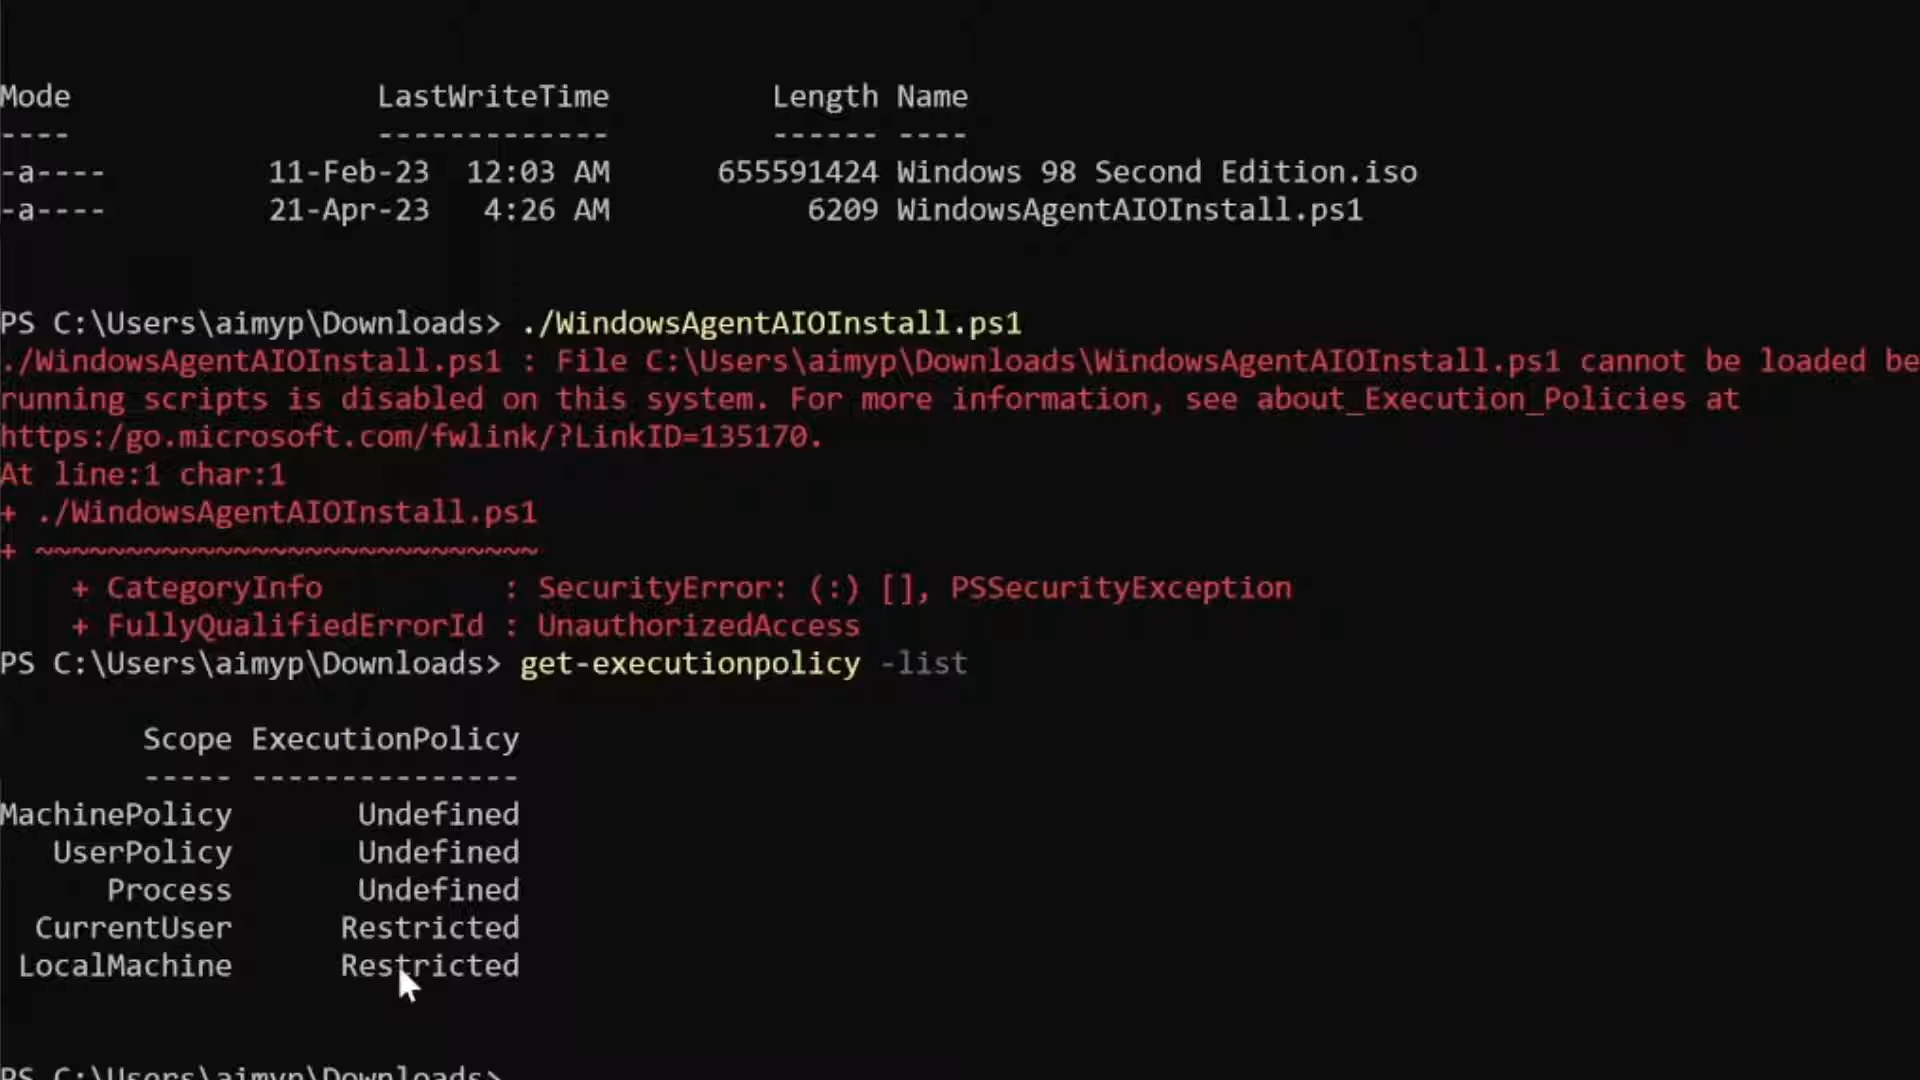 Mode LastWriteTime Length Name
---- ------------- ------ ----
-a---- 11-Feb-23 12:03 AM 655591424 Windows 98 Second Edition.iso
-a---- 21-Apr-23 4:26 AM 6209 WindowsAgentAIOInstall.ps1
PS C:\Users\aimyp\Downloads> ./WindowsAgentAIOInstall.ps1
./WindowsAgentAIOInstall.ps1 : File C:\Users\aimyp\Downloads\WindowsAgentAIOInstall.ps1 cannot be loaded be
running scripts is disabled on this system. For more information, see about_Execution_Policies at
https:/go.microsoft.com/fwlink/?LinkID=135170.
At line:1 char:1
+ ./WindowsAgentAIOInstall.ps1
+ ~~~~~~~~~~~~~~~~~~~~~~~~~~~~
+ CategoryInfo : SecurityError: (:) [], PSSecurityException
+ FullyQualifiedErrorId : UnauthorizedAccess
PS C:\Users\aimyp\Downloads> get-executionpolicy -list
Scope ExecutionPolicy
----- ---------------
MachinePolicy Undefined
UserPolicy Undefined
Process Undefined
CurrentUser Restricted
LocalMachine Restricted
PS C:\Users\aimyp\Downloads>